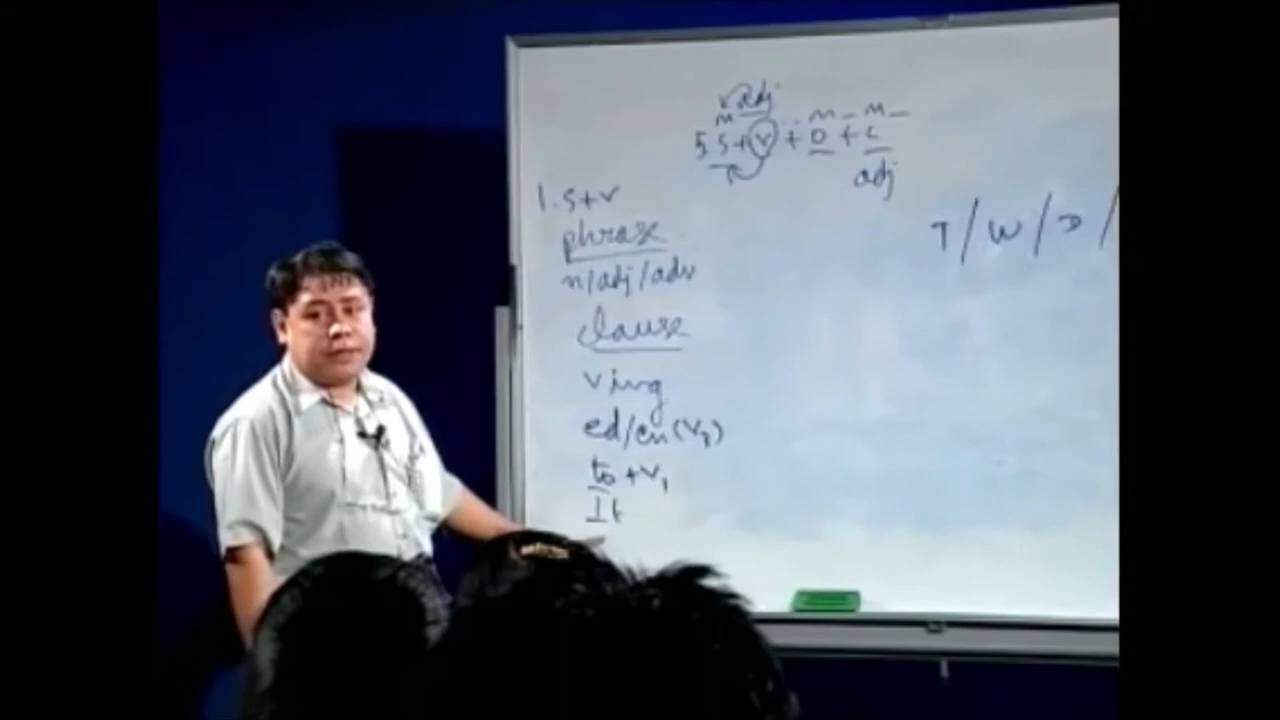 adj
5 S+V + O + C
adj
1. S+V
phrase
n/adj/adv
T/W/
clause
Ving
ed/en(V3)
to +V1
It